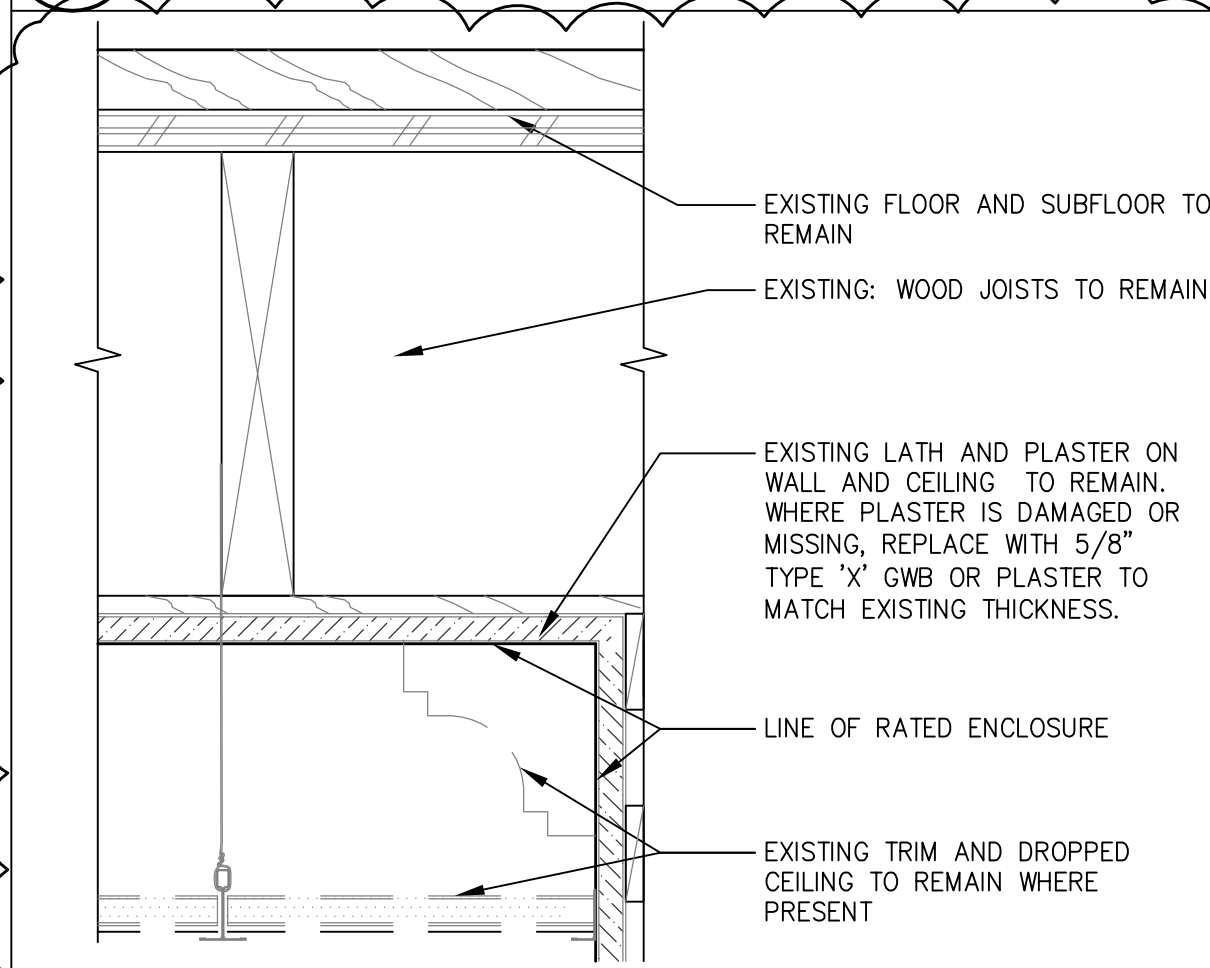 EXISTING FLOOR AND SUBFLOOR TO
REMAIN
EXISTING: WOOD JOISTS TO REMAIN
EXISTING LATH AND PLASTER ON
WALL AND CEILING TO REMAIN.
WHERE PLASTER IS DAMAGED OR
MISSING, REPLACE WITH 5/8"
TYPE 'X' GWB OR PLASTER TO
MATCH EXISTING THICKNESS.
LINE OF RATED ENCLOSURE
EXISTING TRIM AND DROPPED
CEILING TO REMAIN WHERE
PRESENT